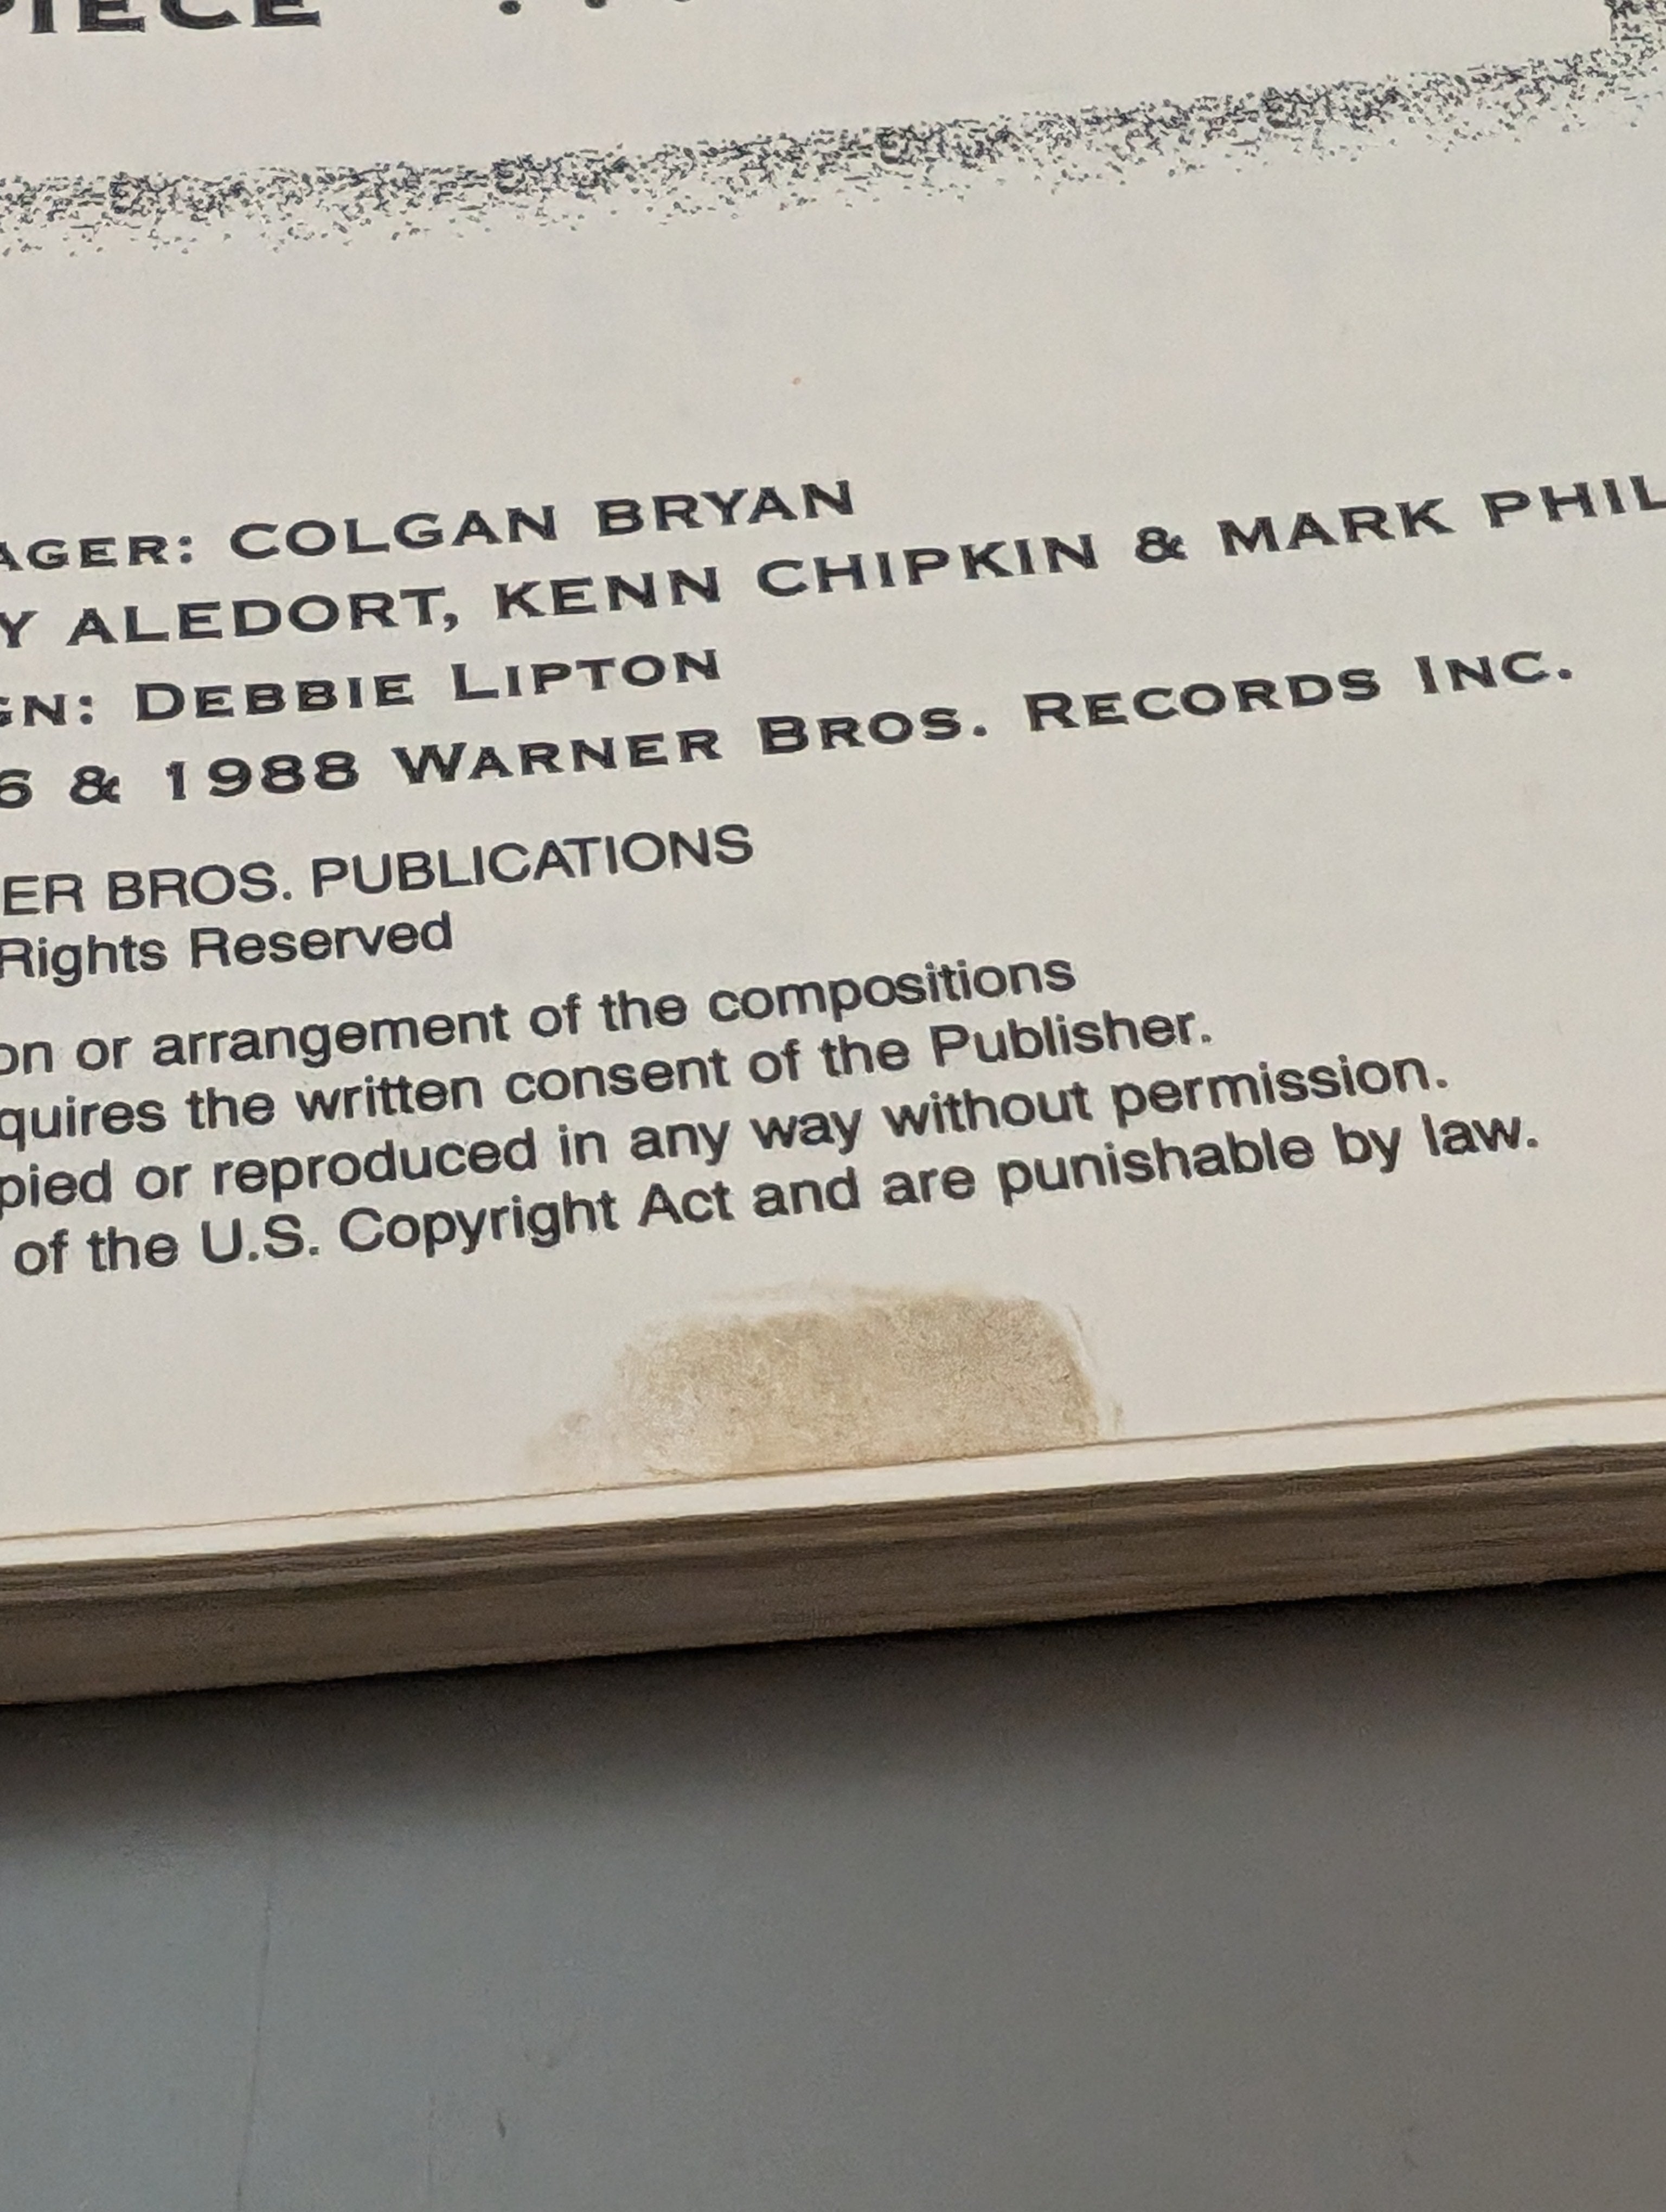 PIECE . . .
AGER: COLGAN BRYAN
Y ALEDORT, KENN CHIPKIN & MARK PHIL
GN: DEBBIE LIPTON
6 & 1988 WARNER BROS. RECORDS INC.
ER BROS. PUBLICATIONS
Rights Reserved
on or arrangement of the compositions
quires the written consent of the Publisher.
pied or reproduced in any way without permission.
of the U.S. Copyright Act and are punishable by law.